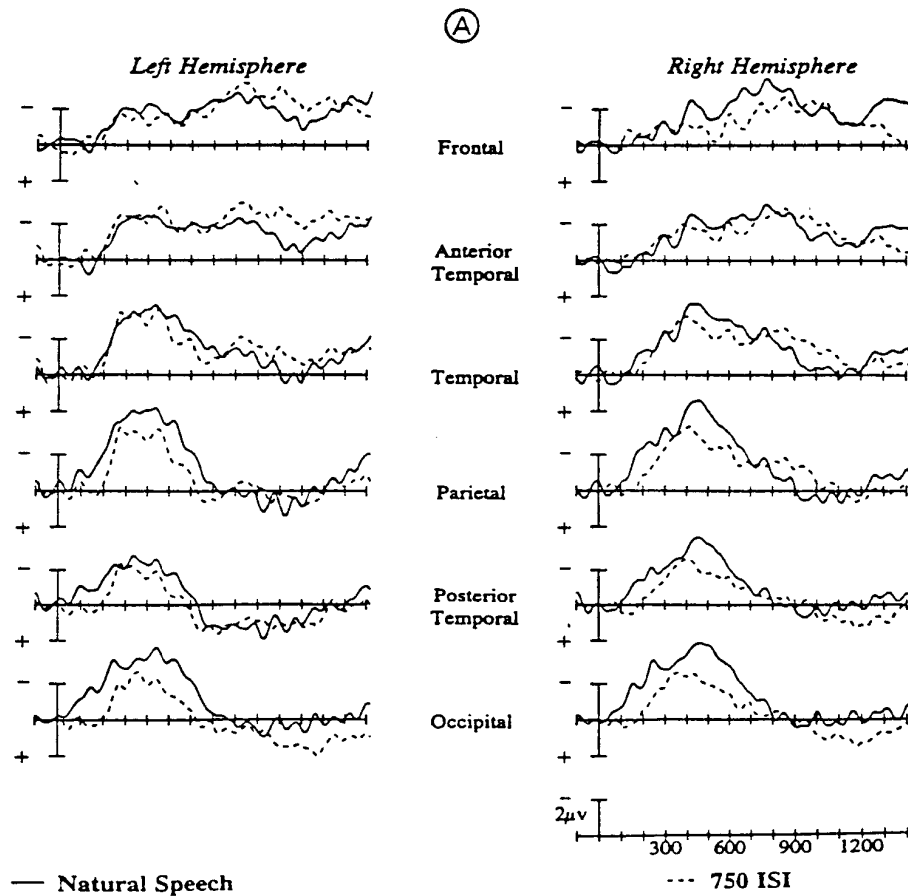 A
Left Hemisphere
Right Hemisphere
−
−
Frontal
+
+
−
−
Anterior
Temporal
+
+
−
−
Temporal
+
+
−
−
Parietal
+
+
−
−
Posterior
Temporal
+
+
−
−
Occipital
+
+
−
2μv
300 600 900 1200
Natural Speech
750 ISI